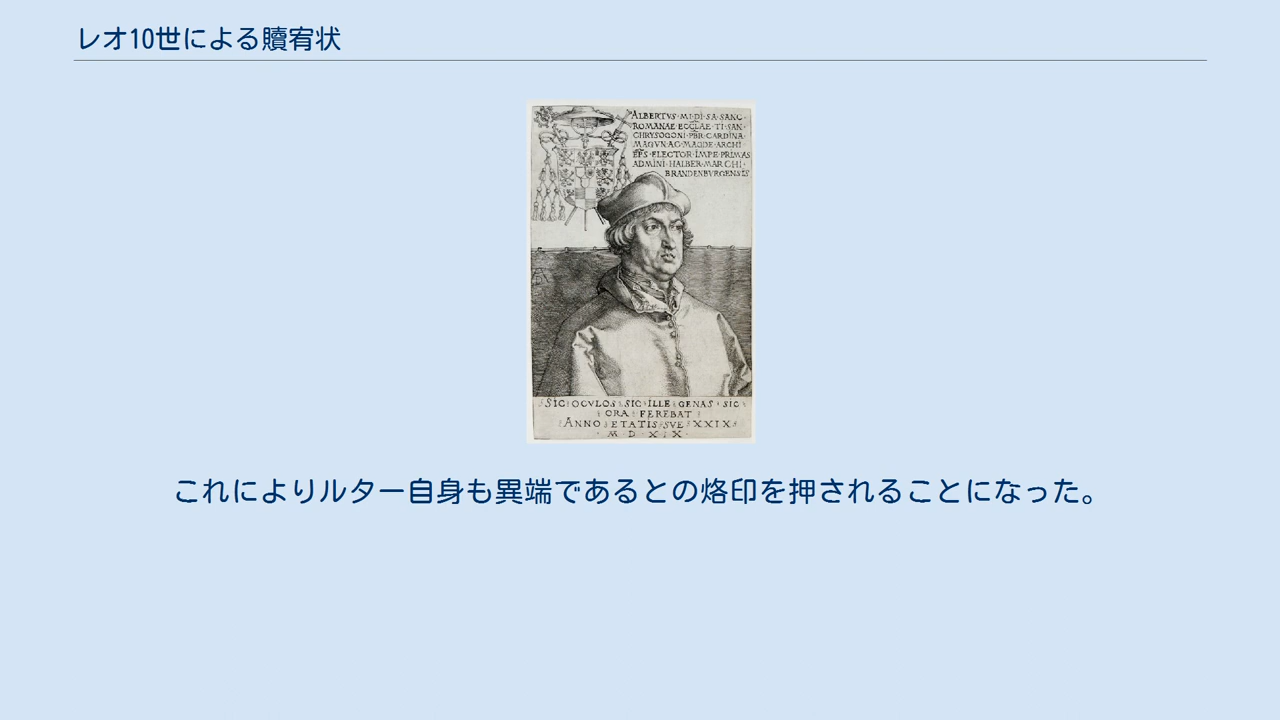 レオ10世による贖宥状
ALBERTVS·MI·DI·SA·SANC·
ROMANAE·ECCLAE·TI·SAN·
CHRYSOGONI·PBR·CARDINA·
MAGVN·AC·MAGDE·ARCHI·
EPS·ELECTOR·IMPE·PRIMAS
ADMINI·HALBER·MARCHI·
BRANDENBVRGENSIS
SIC·OCVLOS·SIC·ILLE·GENAS·SIC·
ORA·FEREBAT
ANNO·ETATIS·SVE·XXIX·
·M·D·X·I·X·
これによりルター自身も異端であるとの烙印を押されることになった。